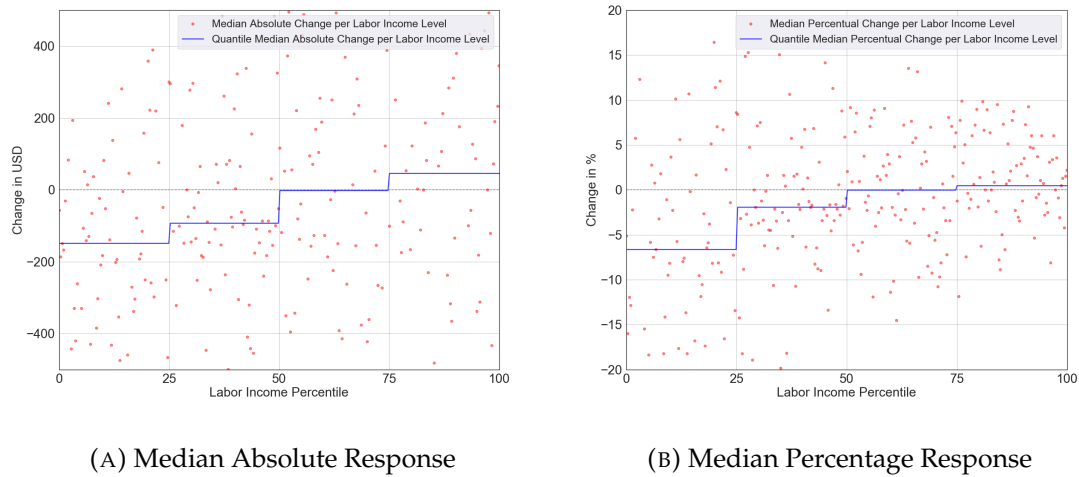 Median Absolute Change per Labor Income Level
Quantile Median Absolute Change per Labor Income Level
Change in USD
400
200
0
−200
−400
0 25 50 75 100
Labor Income Percentile
(A) Median Absolute Response
Median Percentual Change per Labor Income Level
Quantile Median Percentual Change per Labor Income Level
Change in %
20
15
10
5
0
−5
−10
−15
−20
0 25 50 75 100
Labor Income Percentile
(B) Median Percentage Response